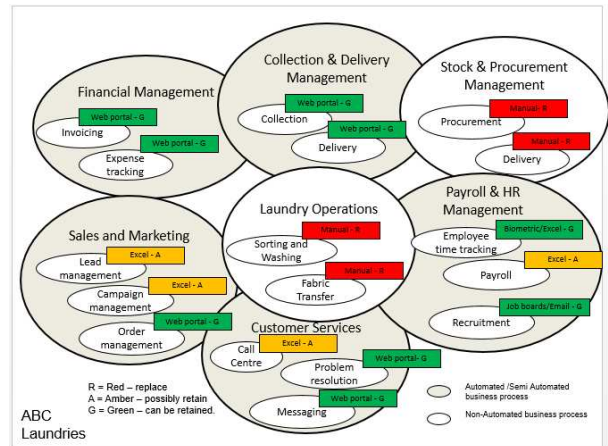 Financial Management
Web portal - G
Invoicing
Web portal - G
Expense
tracking
Collection & Delivery
Management
Web portal - G
Collection
Web portal - G
Delivery
Stock & Procurement
Management
Manual- R
Procurement
Manual- R
Delivery
Sales and Marketing
Excel - A
Lead
management
Excel - A
Campaign
management
Web portal - G
Order
management
Laundry Operations
Manual - R
Sorting and
Washing
Manual - R
Fabric
Transfer
Payroll & HR
Management
Biometric/Excel - G
Employee
time tracking
Excel - A
Payroll
Job boards/Email - G
Recruitment
Customer Services
Excel - A
Call
Centre
Web portal- G
Problem
resolution
Web portal - G
Messaging
R = Red – replace
A = Amber – possibly retain
G = Green – can be retained.
ABC
Laundries
Automated /Semi Automated
business process
Non-Automated business process